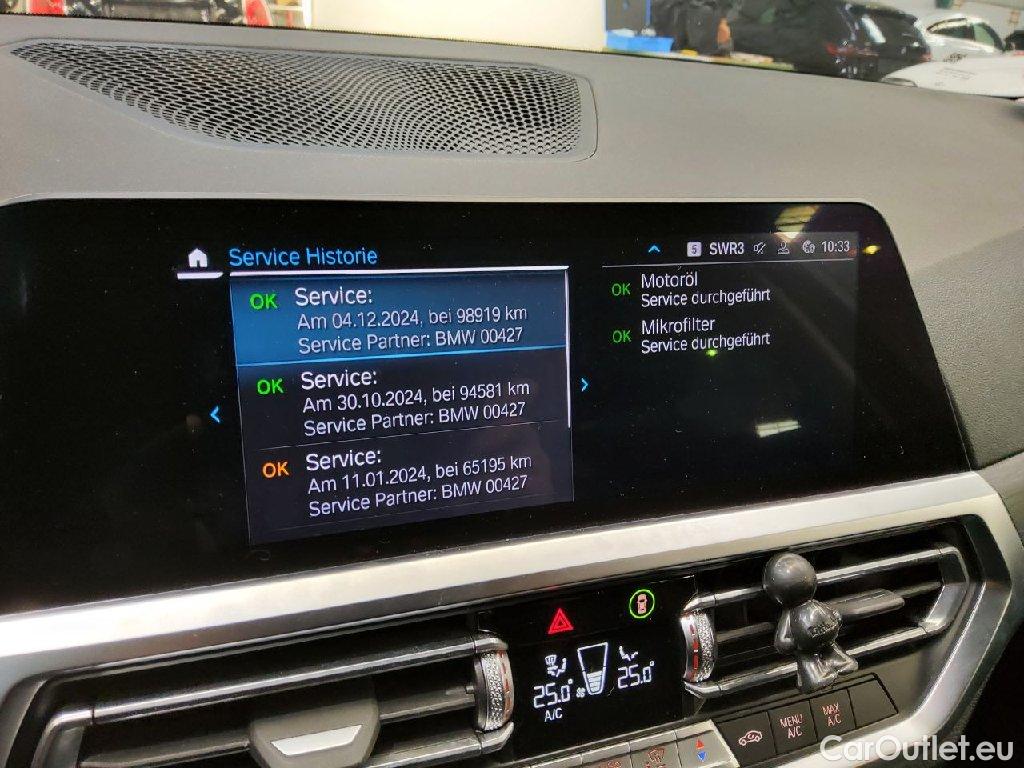 Service Historie
5 SWR3 10:33
OK Service:
Am 04.12.2024, bei 98919 km
Service Partner: BMW 00427
OK Service:
Am 30.10.2024, bei 94581 km
Service Partner: BMW 00427
OK Service:
Am 11.01.2024, bei 65195 km
Service Partner: BMW 00427
OK Motoröl
Service durchgeführt
OK Mikrofilter
Service durchgeführt
25.0°
25.0°
A/C
MENU
A/C
MAX
A/C
CarOutlet.eu